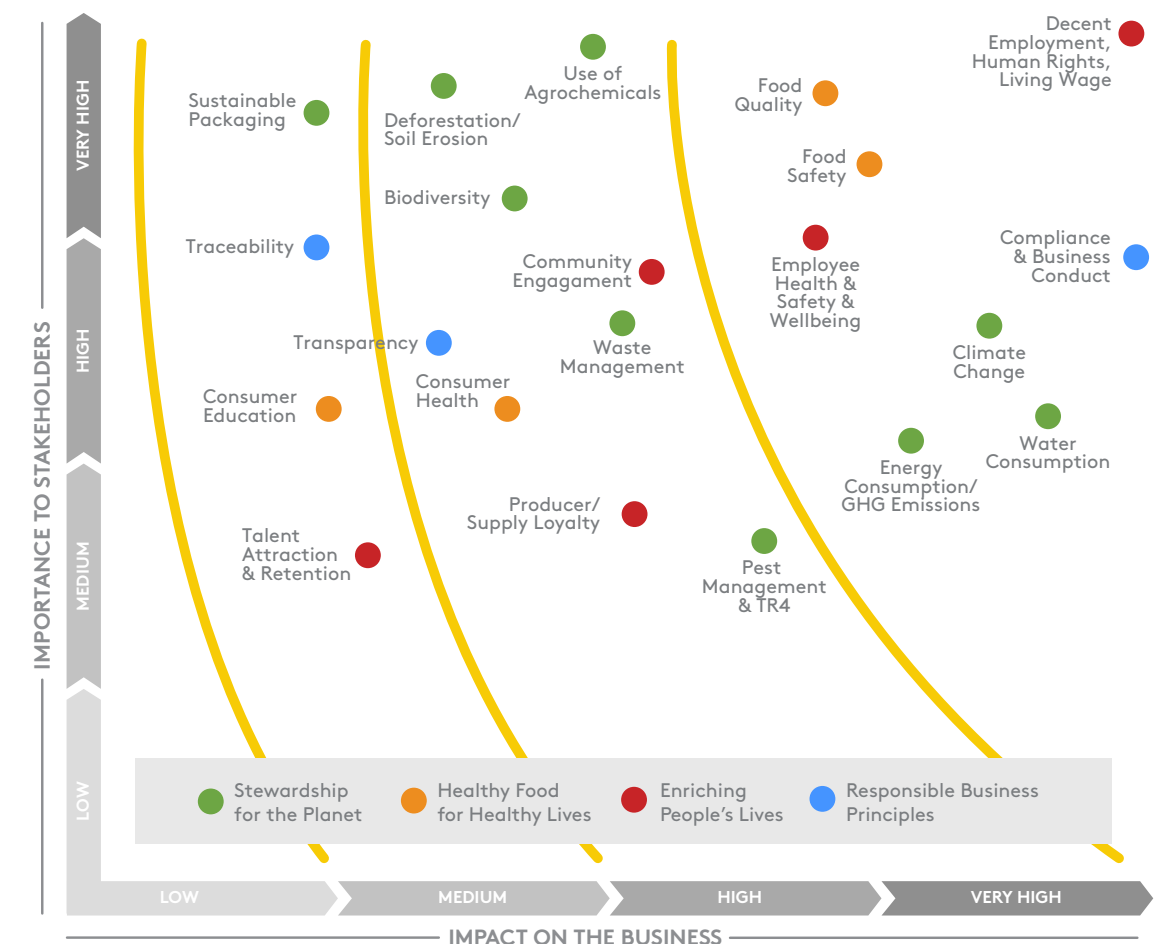 IMPORTANCE TO STAKEHOLDERS
VERY HIGH
HIGH
MEDIUM
LOW
Decent
Employment,
Human Rights,
Living Wage
Use of
Agrochemicals
Food
Quality
Sustainable
Packaging
Deforestation/
Soil Erosion
Food
Safety
Biodiversity
Traceability
Community
Engagament
Employee
Health &
Safety &
Wellbeing
Compliance
& Business
Conduct
Transparency
Waste
Management
Climate
Change
Consumer
Education
Consumer
Health
Water
Consumption
Energy
Consumption/
GHG Emissions
Producer/
Supply Loyalty
Talent
Attraction
& Retention
Pest
Management
& TR4
Stewardship
for the Planet
Healthy Food
for Healthy Lives
Enriching
People's Lives
Responsible Business
Principles
LOW
MEDIUM
HIGH
VERY HIGH
IMPACT ON THE BUSINESS